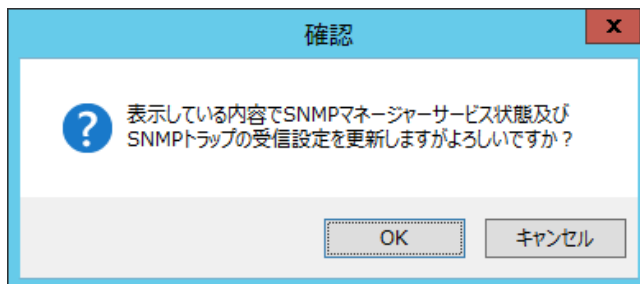 確認
x
?
表示している内容でSNMPマネージャーサービス状態及び
SNMPトラップの受信設定を更新しますがよろしいですか？
OK
キャンセル